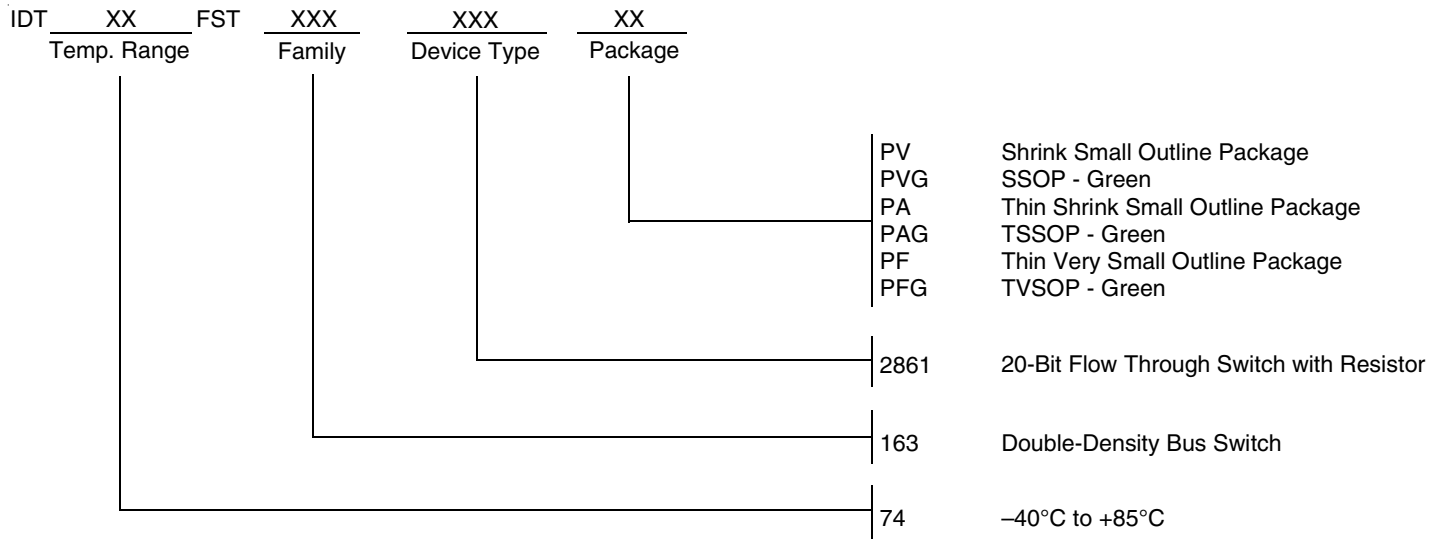 IDT XX FST XXX XXX XX
Temp. Range Family Device Type Package
PV Shrink Small Outline Package
PVG SSOP - Green
PA Thin Shrink Small Outline Package
PAG TSSOP - Green
PF Thin Very Small Outline Package
PFG TVSOP - Green
2861 20-Bit Flow Through Switch with Resistor
163 Double-Density Bus Switch
74 –40°C to +85°C